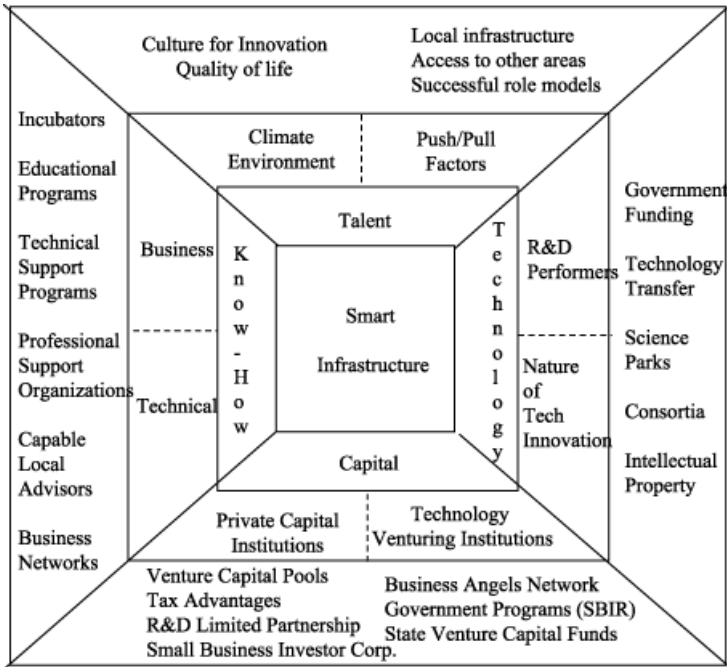 Culture for Innovation
Quality of life
Local infrastructure
Access to other areas
Successful role models
Incubators
Educational
Programs
Technical
Support
Programs
Professional
Support
Organizations
Capable
Local
Advisors
Business
Networks
Climate
Environment
Push/Pull
Factors
Business
Technical
Talent
Know-How
Smart
Infrastructure
Technology
Capital
R&D
Performers
Nature
of
Tech
Innovation
Government
Funding
Technology
Transfer
Science
Parks
Consortia
Intellectual
Property
Private Capital
Institutions
Technology
Venturing Institutions
Venture Capital Pools
Tax Advantages
R&D Limited Partnership
Small Business Investor Corp.
Business Angels Network
Government Programs (SBIR)
State Venture Capital Funds